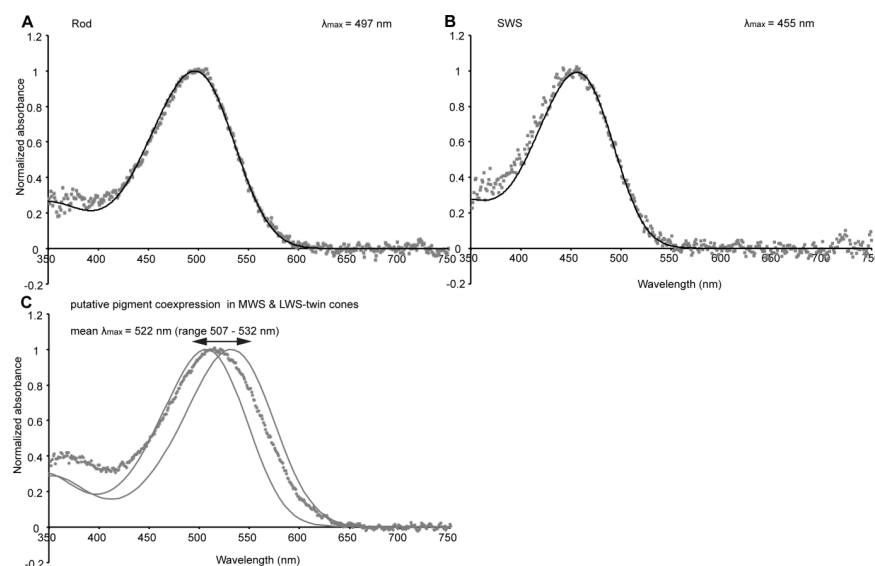 A Rod λmax = 497 nm
1.2
1
0.8
0.6
0.4
0.2
0
-0.2
Normalized absorbance
350 400 450 500 550 600 650 700 750
B SWS λmax = 455 nm
1.2
1
0.8
0.6
0.4
0.2
0
-0.2
350 400 450 500 550 600 650 700 750
Wavelength (nm)
C putative pigment coexpression in MWS & LWS-twin cones
mean λmax = 522 nm (range 507 - 532 nm)
1.2
1
0.8
0.6
0.4
0.2
0
-0.2
Normalized absorbance
350 400 450 500 550 600 650 700 750
Wavelength (nm)